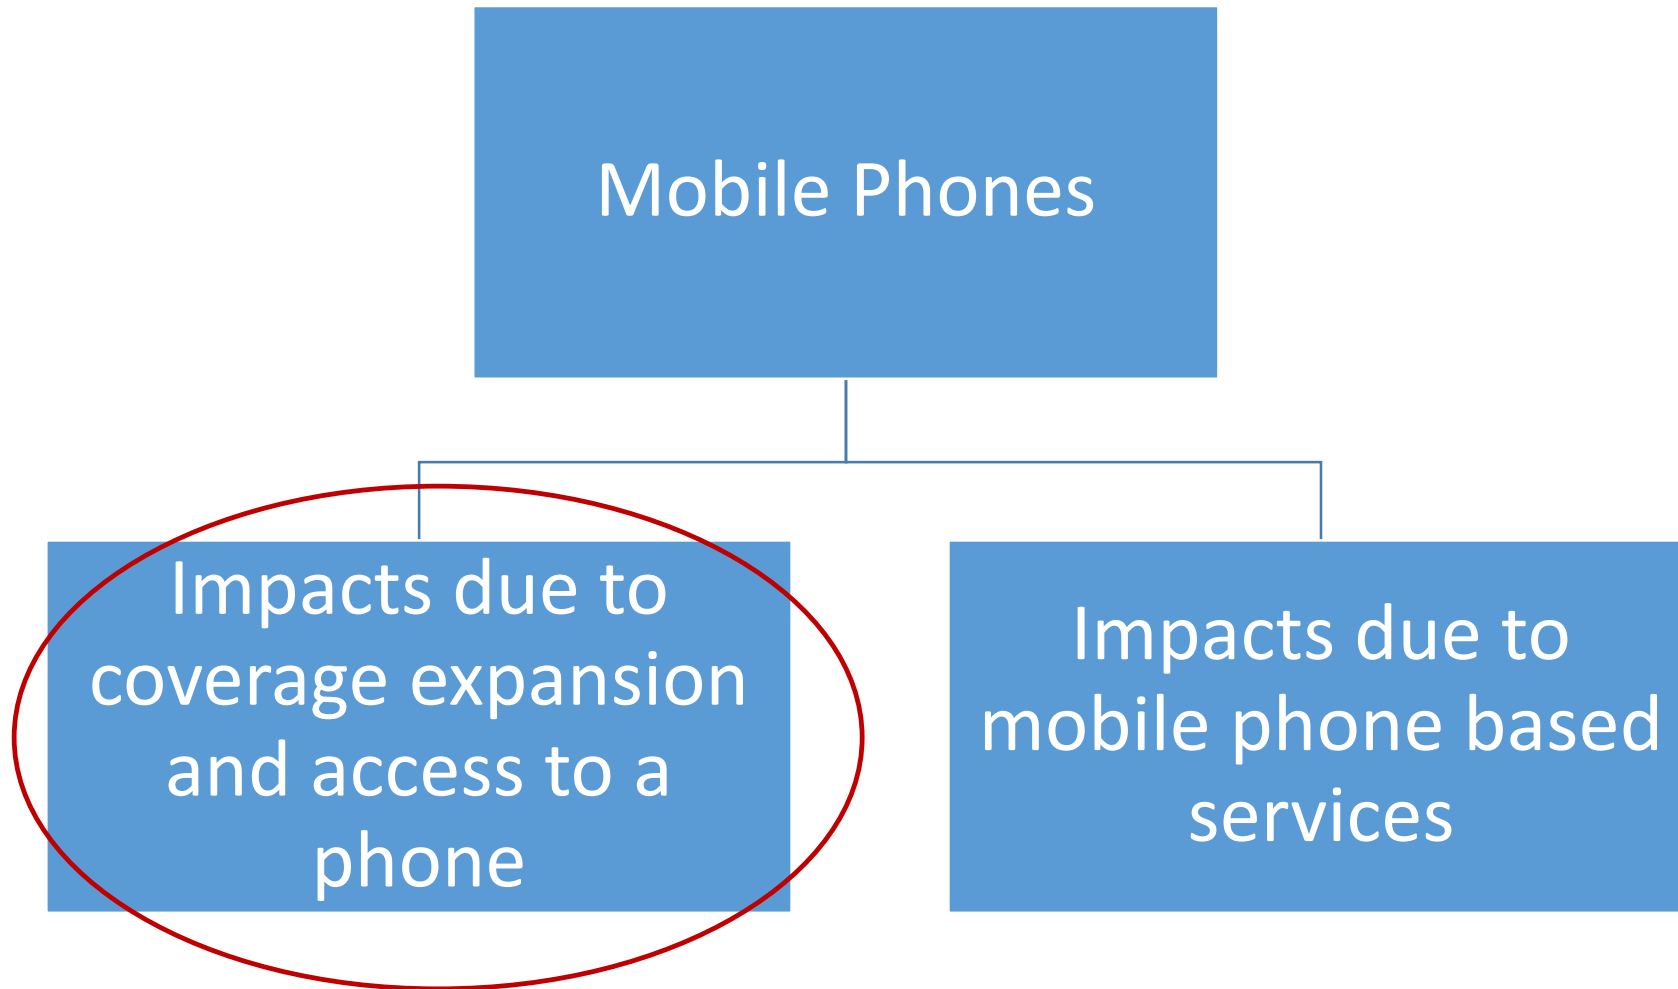 Mobile Phones
Impacts due to
coverage expansion
and access to a
phone
Impacts due to
mobile phone based
services